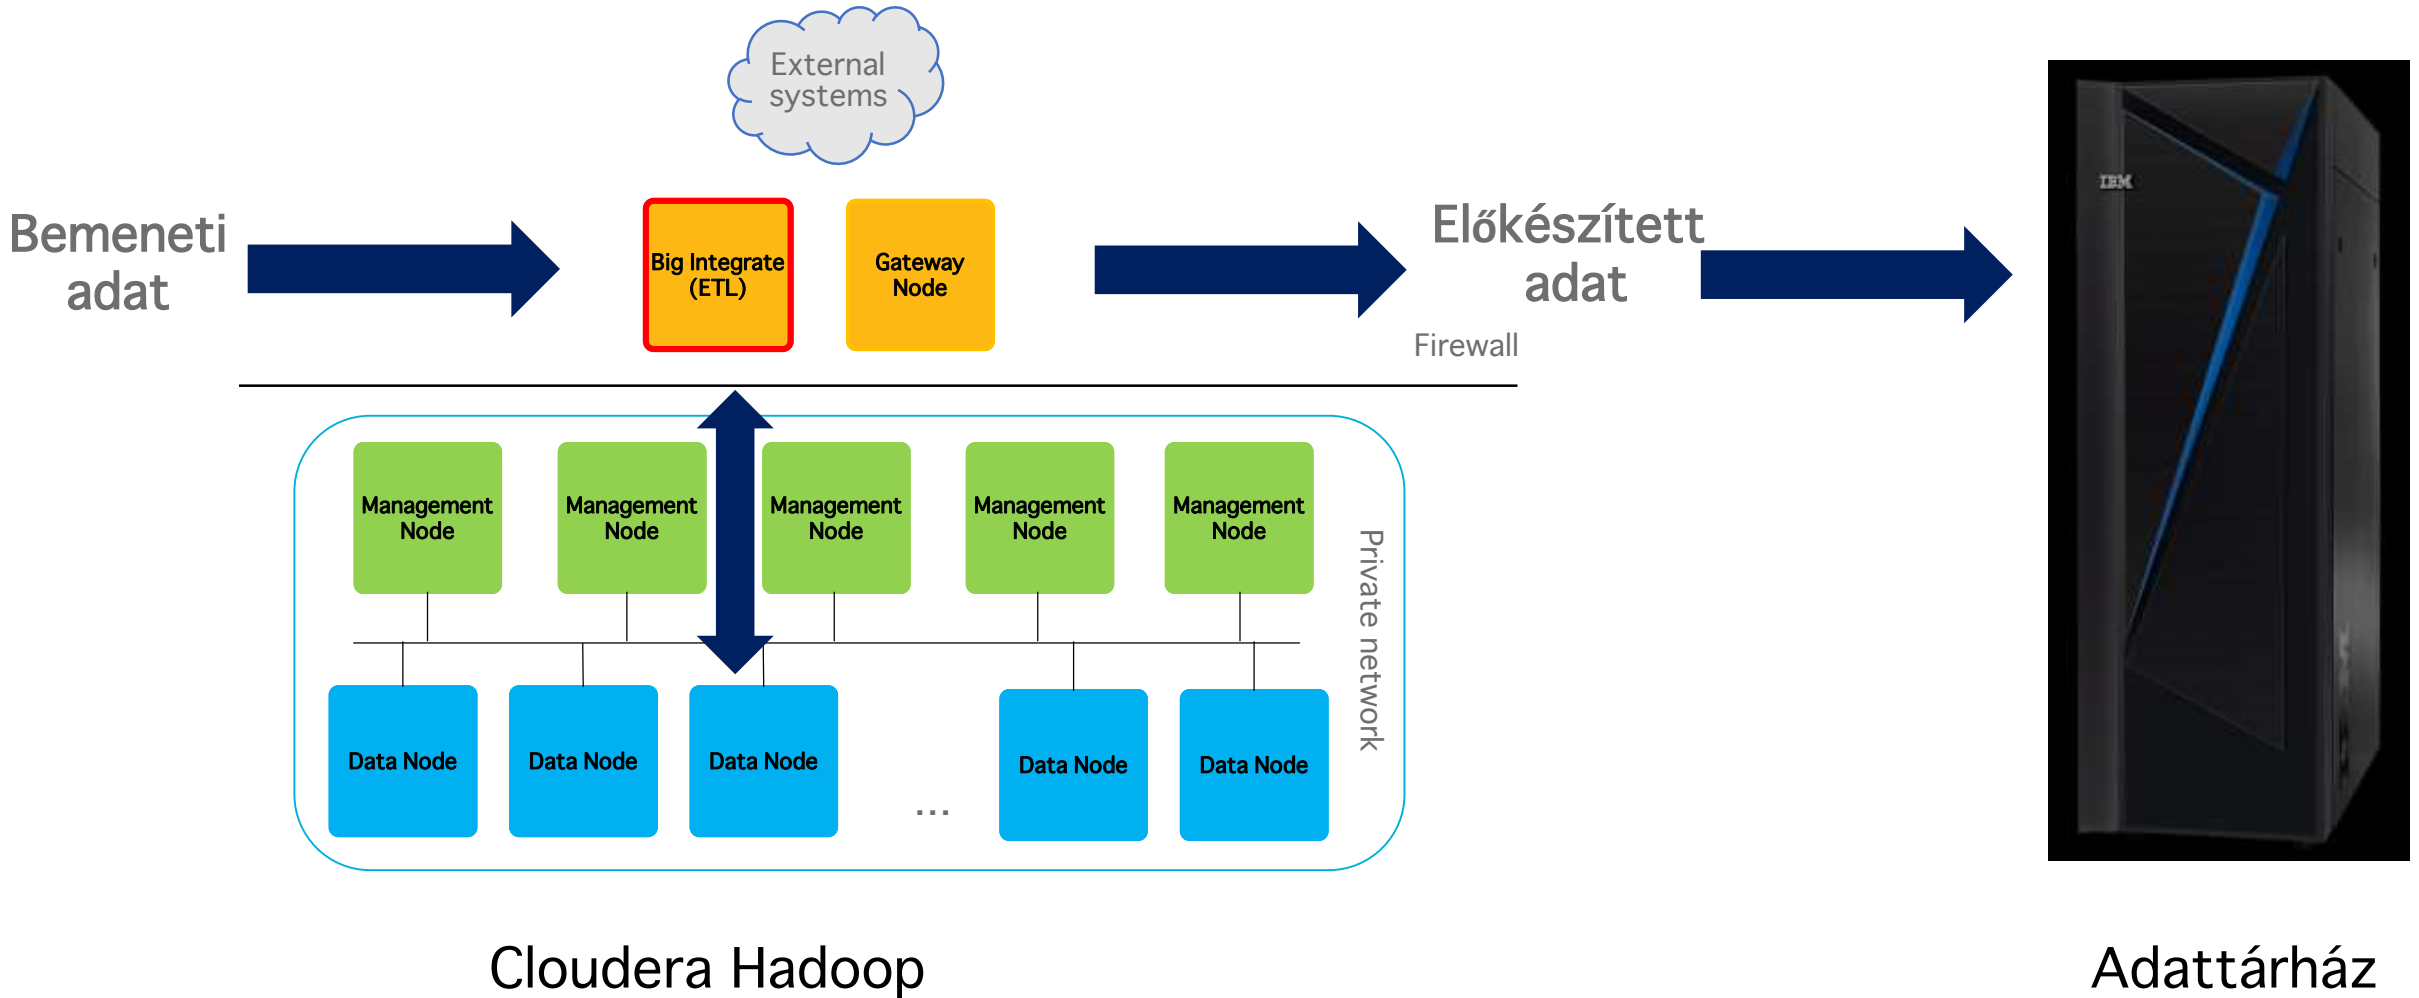 External
systems
Bemeneti
adat
Big Integrate
(ETL)
Gateway
Node
Előkészített
adat
IBM
Firewall
Management
Node
Management
Node
Management
Node
Management
Node
Management
Node
Private network
Data Node
Data Node
Data Node
...
Data Node
Data Node
Cloudera Hadoop
Adattárház